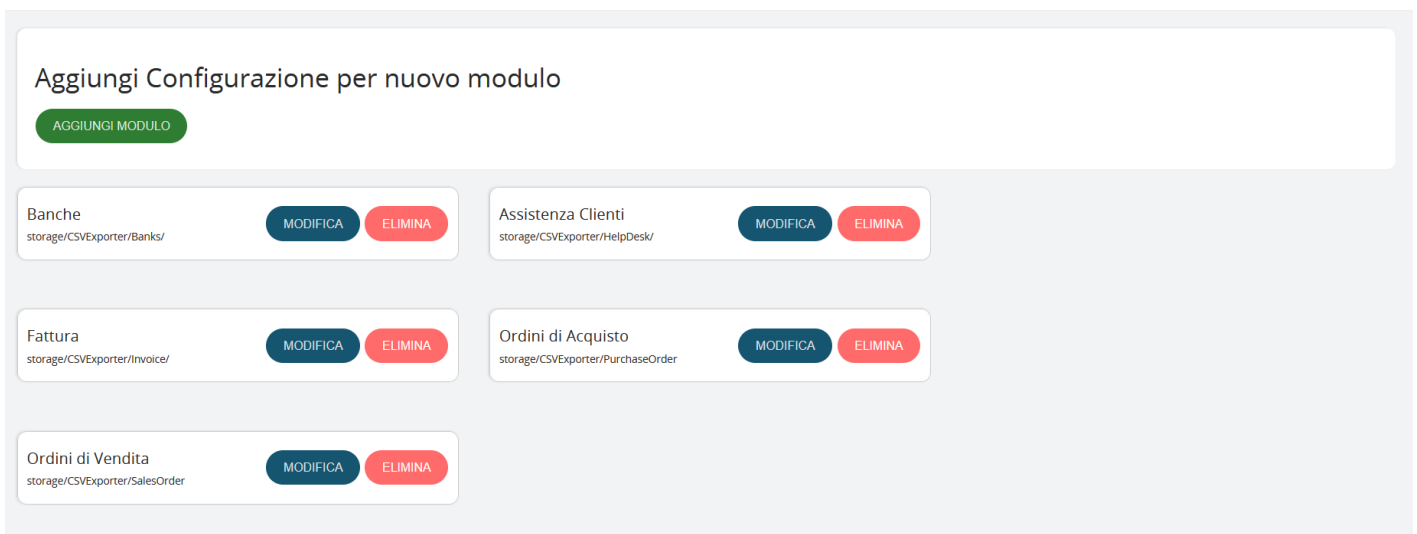 Aggiungi Configurazione per nuovo modulo
AGGIUNGI MODULO
Banche
storage/CSVExporter/Banks/
MODIFICA
ELIMINA
Assistenza Clienti
storage/CSVExporter/HelpDesk/
MODIFICA
ELIMINA
Fattura
storage/CSVExporter/Invoice/
MODIFICA
ELIMINA
Ordini di Acquisto
storage/CSVExporter/PurchaseOrder
MODIFICA
ELIMINA
Ordini di Vendita
storage/CSVExporter/SalesOrder
MODIFICA
ELIMINA